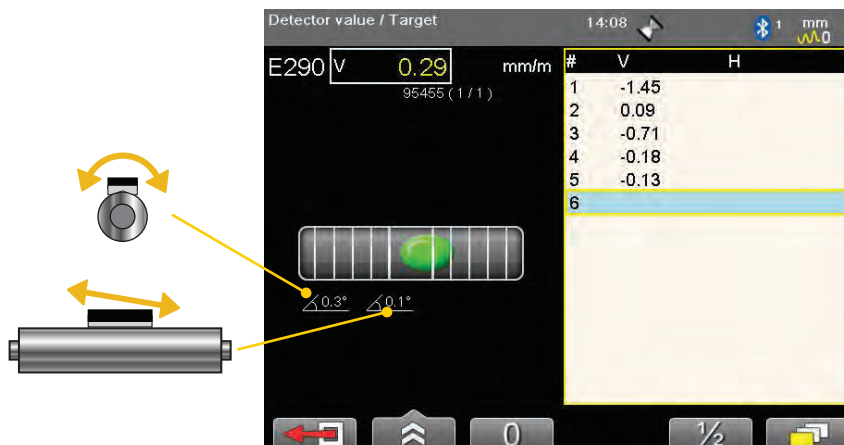 Detector value / Target 14:08 1 mm
0
E290 V 0.29 mm/m
95455 ( 1 / 1 )
# V H
1 -1.45
2 0.09
3 -0.71
4 -0.18
5 -0.13
6
0.3° 0.1°
0 ½